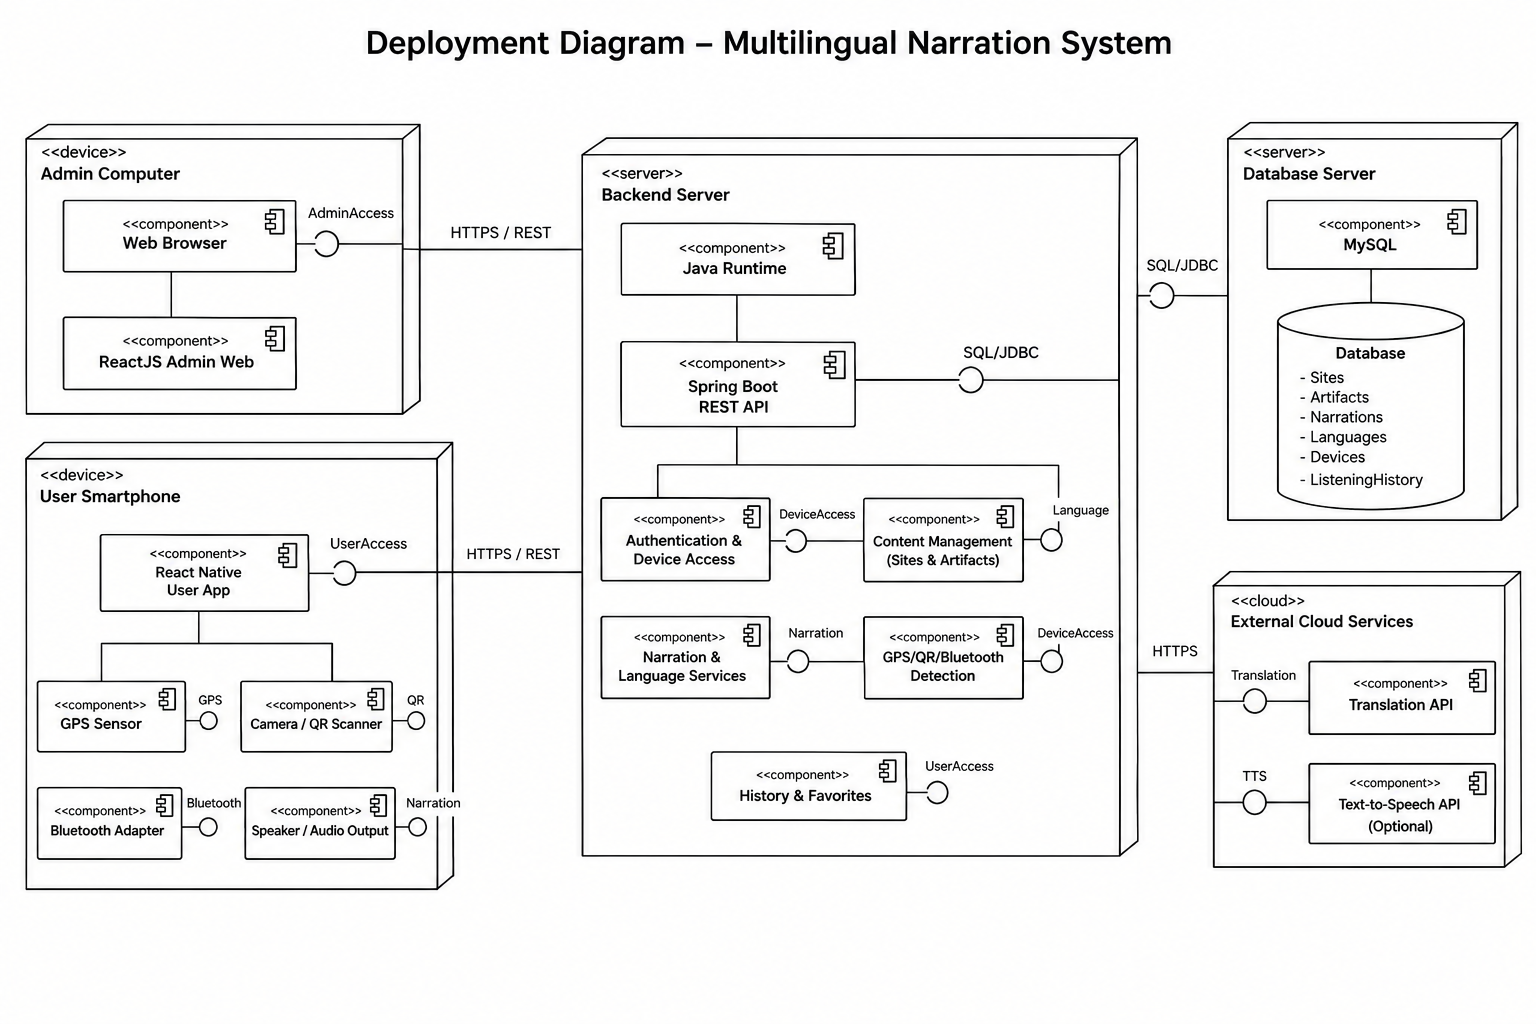 Deployment Diagram – Multilingual Narration System
<<device>>
Admin Computer
<<component>>
Web Browser
AdminAccess
<<component>>
ReactJS Admin Web
HTTPS / REST
<<device>>
User Smartphone
<<component>>
React Native
User App
UserAccess
HTTPS / REST
<<component>>
GPS Sensor
GPS
<<component>>
Camera / QR Scanner
QR
<<component>>
Bluetooth Adapter
Bluetooth
<<component>>
Speaker / Audio Output
Narration
<<server>>
Backend Server
<<component>>
Java Runtime
<<component>>
Spring Boot
REST API
SQL/JDBC
<<component>>
Authentication &
Device Access
DeviceAccess
<<component>>
Content Management
(Sites & Artifacts)
Language
<<component>>
Narration &
Language Services
Narration
<<component>>
GPS/QR/Bluetooth
Detection
DeviceAccess
<<component>>
History & Favorites
UserAccess
SQL/JDBC
HTTPS
<<server>>
Database Server
<<component>>
MySQL
Database
- Sites
- Artifacts
- Narrations
- Languages
- Devices
- ListeningHistory
<<cloud>>
External Cloud Services
Translation
<<component>>
Translation API
TTS
<<component>>
Text-to-Speech API
(Optional)